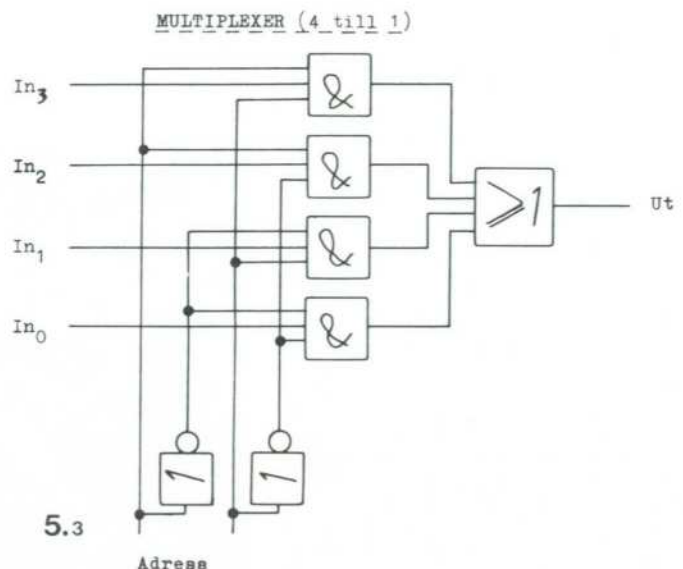 MULTIPLEXER (4 till 1)
In3
&
In2
&
≥1
Ut
In1
&
In0
&
1
1
5.3
Adress